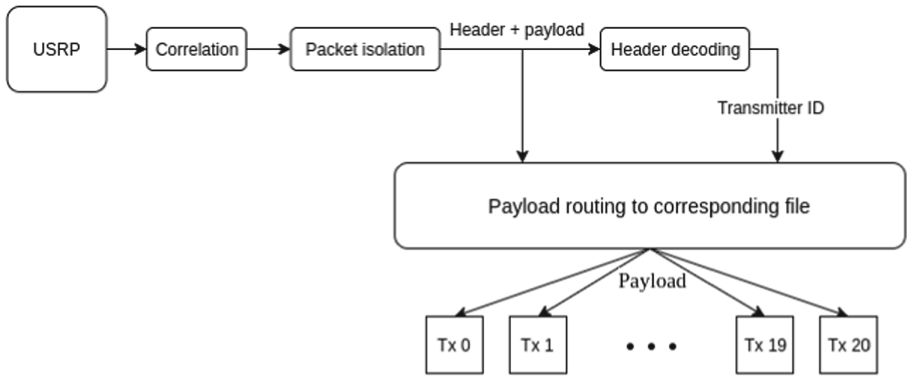 USRP
Correlation
Packet isolation
Header + payload
Header decoding
Transmitter ID
Payload routing to corresponding file
Payload
Tx 0
Tx 1
• • •
Tx 19
Tx 20